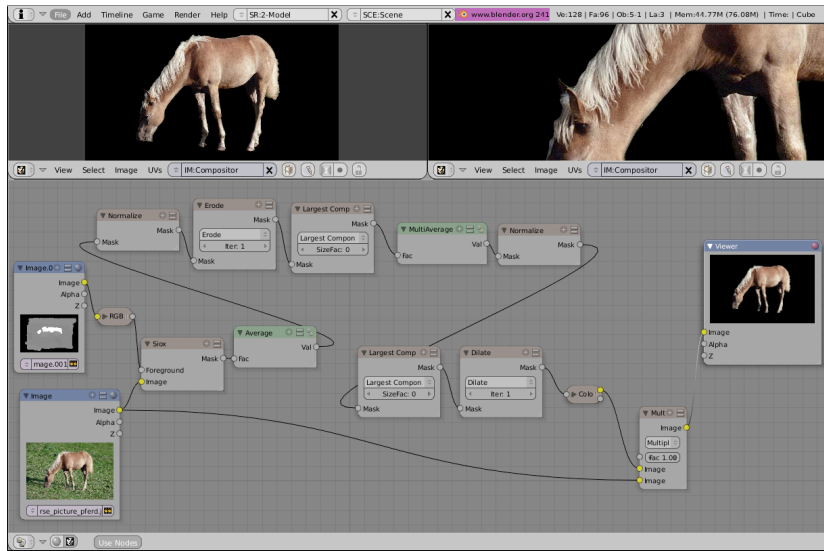 File Add Timeline Game Render Help SR:2-Model X SCE:Scene X www.blender.org 241 Ve:128 | Fa:96 | Ob:5-1 | La:3 | Mem:44.77M (76.08M) | Time: | Cube
View Select Image UVs IM:Compositor X
View Select Image UVs IM:Compositor X
Normalize
Mask
Mask
Erode
Mask
Erode
Iter: 1
Mask
Largest Comp
Mask
Largest Compon
SizeFac: 0
Mask
MultiAverage
Val
Fac
Normalize
Mask
Mask
Viewer
Image
Alpha
Z
Image.0
Image
Alpha
Z
mage.001
RGB
Siox
Mask
Foreground
Image
Average
Val
Fac
Largest Comp
Mask
Largest Compon
SizeFac: 0
Mask
Dilate
Mask
Dilate
Iter: 1
Mask
Colo
Image
Image
Alpha
Z
rse_picture_pferd.j
Mult
Image
Multipl
fac 1.00
Image
Image
Use Nodes